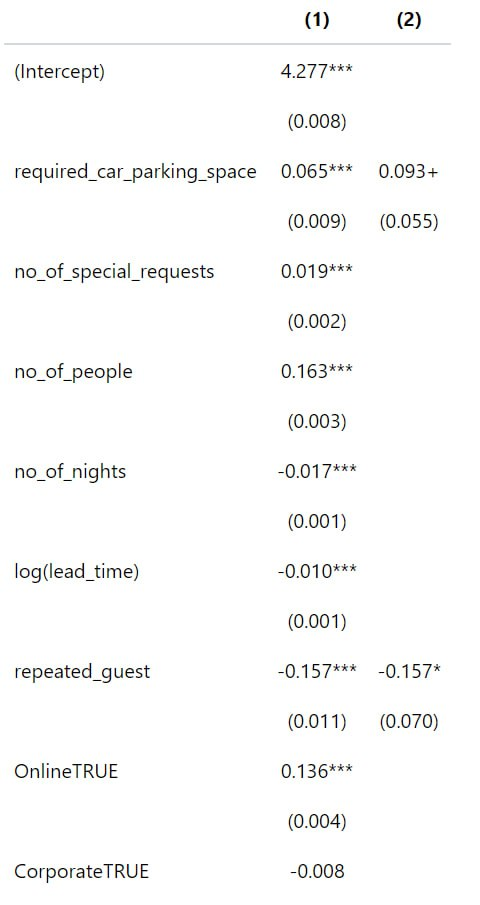 (1) (2)
(Intercept) 4.277***
(0.008)
required_car_parking_space 0.065*** 0.093+
(0.009) (0.055)
no_of_special_requests 0.019***
(0.002)
no_of_people 0.163***
(0.003)
no_of_nights -0.017***
(0.001)
log(lead_time) -0.010***
(0.001)
repeated_guest -0.157*** -0.157*
(0.011) (0.070)
OnlineTRUE 0.136***
(0.004)
CorporateTRUE -0.008